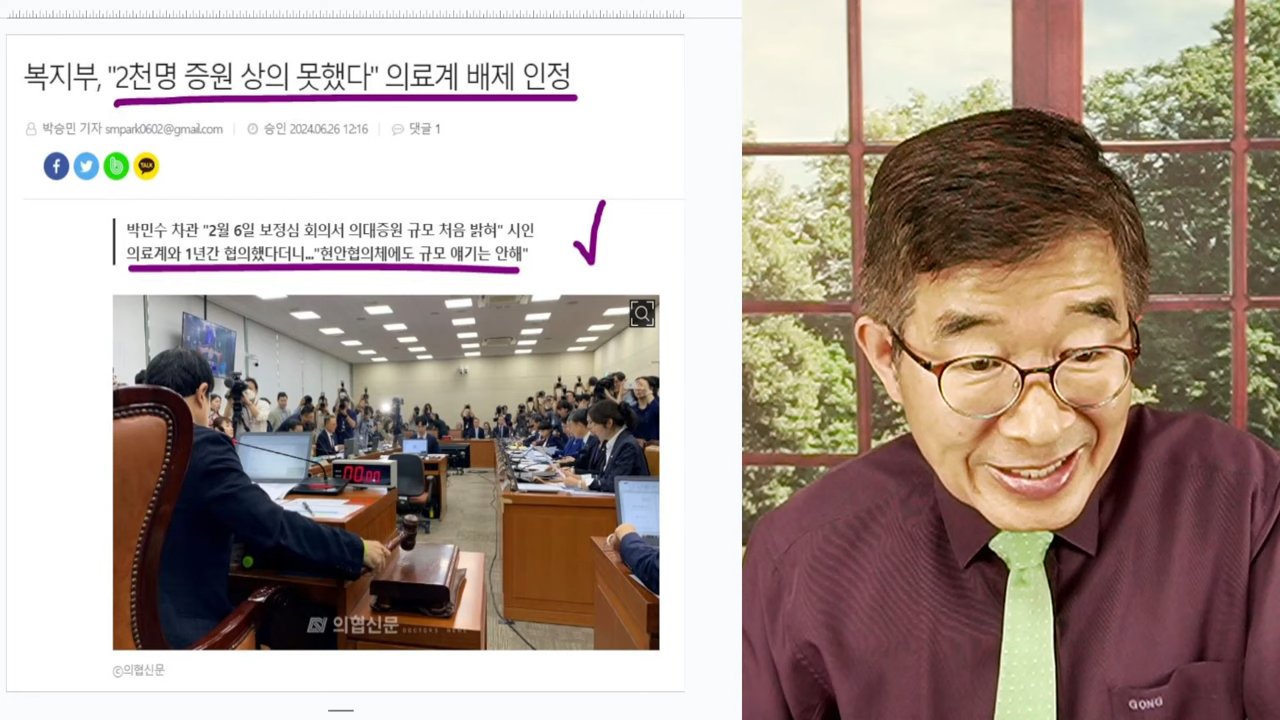 복지부, "2천명 증원 상의 못했다" 의료계 배제 인정
박승민 기자 smpark0602@gmail.com 승인 2024.06.26 12:16 댓글 1
TALK
박민수 차관 "2월 6일 보정심 회의서 의대증원 규모 처음 밝혀" 시인
의료계와 1년간 협의했다더니..."현안협의체에도 규모 얘기는 안해"
00:00
의협신문 DOCTOR'S NEWS
©의협신문
GONG